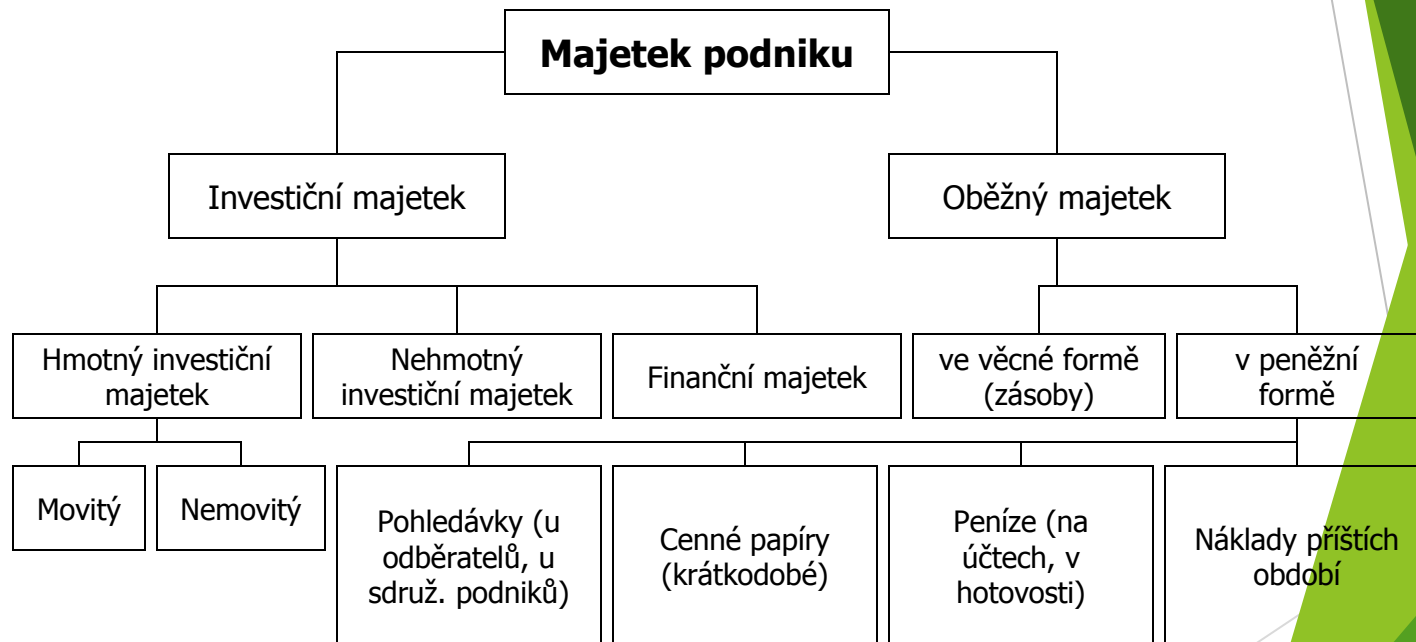 Majetek podniku
Investiční majetek
Oběžný majetek
Hmotný investiční
majetek
Nehmotný
investiční majetek
Finanční majetek
ve věcné formě
(zásoby)
v peněžní
formě
Movitý
Nemovitý
Pohledávky (u
odběratelů, u
sdruž. podniků)
Cenné papíry
(krátkodobé)
Peníze (na
účtech, v
hotovosti)
Náklady příštích
období